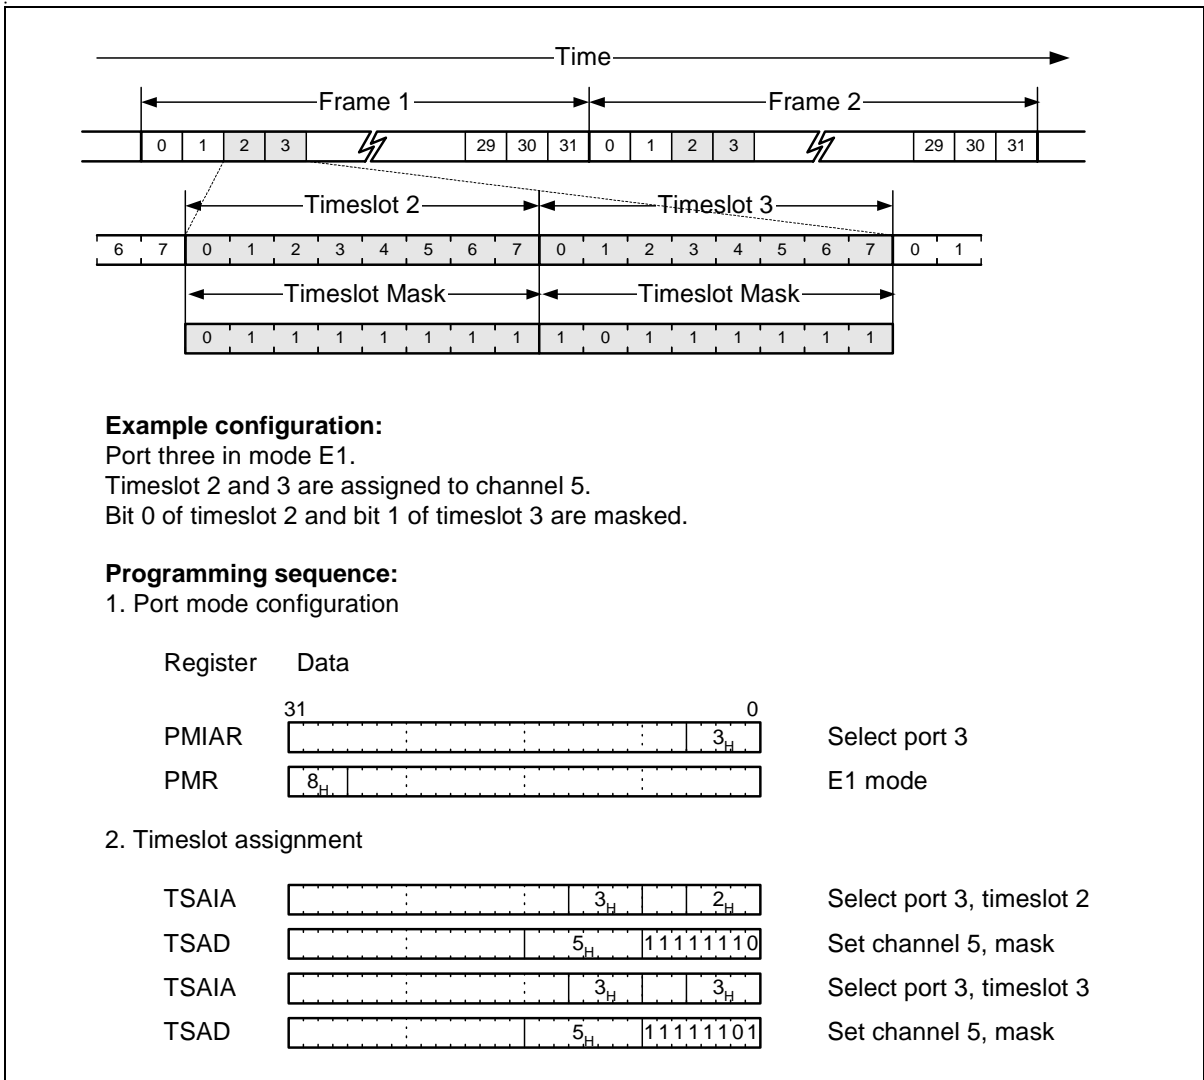 Time
Frame 1 Frame 2
0 1 2 3 29 30 31 0 1 2 3 29 30 31
Timeslot 2 Timeslot 3
6 7 0 1 2 3 4 5 6 7 0 1 2 3 4 5 6 7 0 1
Timeslot Mask Timeslot Mask
0 1 1 1 1 1 1 1 1 0 1 1 1 1 1 1
Example configuration:
Port three in mode E1.
Timeslot 2 and 3 are assigned to channel 5.
Bit 0 of timeslot 2 and bit 1 of timeslot 3 are masked.
Programming sequence:
1. Port mode configuration
Register Data
31 0
PMIAR 3H Select port 3
PMR 8H E1 mode
2. Timeslot assignment
TSAIA 3H 2H Select port 3, timeslot 2
TSAD 5H 11111110 Set channel 5, mask
TSAIA 3H 3H Select port 3, timeslot 3
TSAD 5H 11111101 Set channel 5, mask